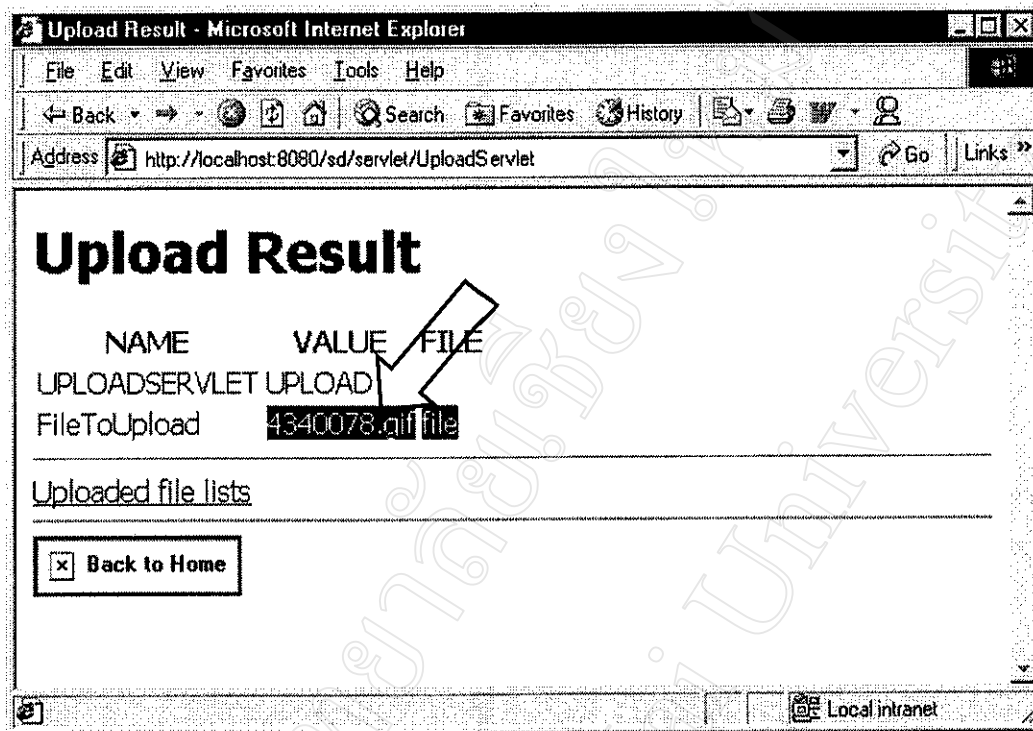 Upload Result - Microsoft Internet Explorer
File Edit View Favorites Tools Help
Back Search Favorites History
Address http://localhost:8080/sd/servlet/UploadServlet Go Links »
Upload Result
NAME VALUE FILE
UPLOADSERVLET UPLOAD
FileToUpload 4340078.gif file
Uploaded file lists
Back to Home
Local intranet